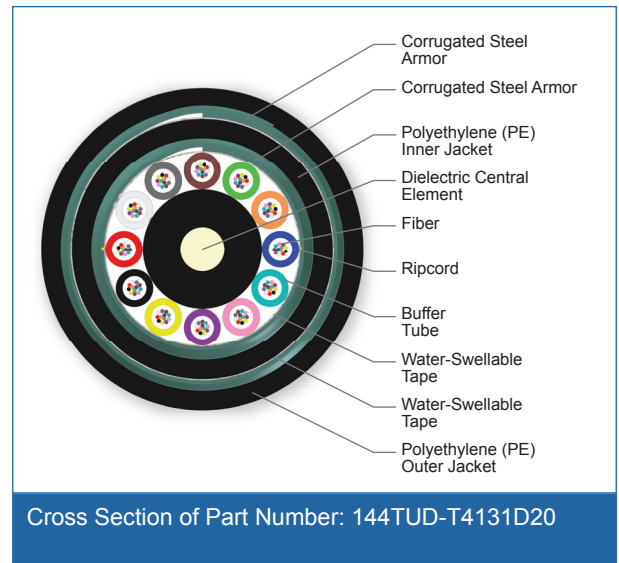 Corrugated Steel
Armor
Corrugated Steel Armor
Polyethylene (PE)
Inner Jacket
Dielectric Central
Element
Fiber
Ripcord
Buffer
Tube
Water-Swellable
Tape
Water-Swellable
Tape
Polyethylene (PE)
Outer Jacket
Cross Section of Part Number: 144TUD-T4131D20